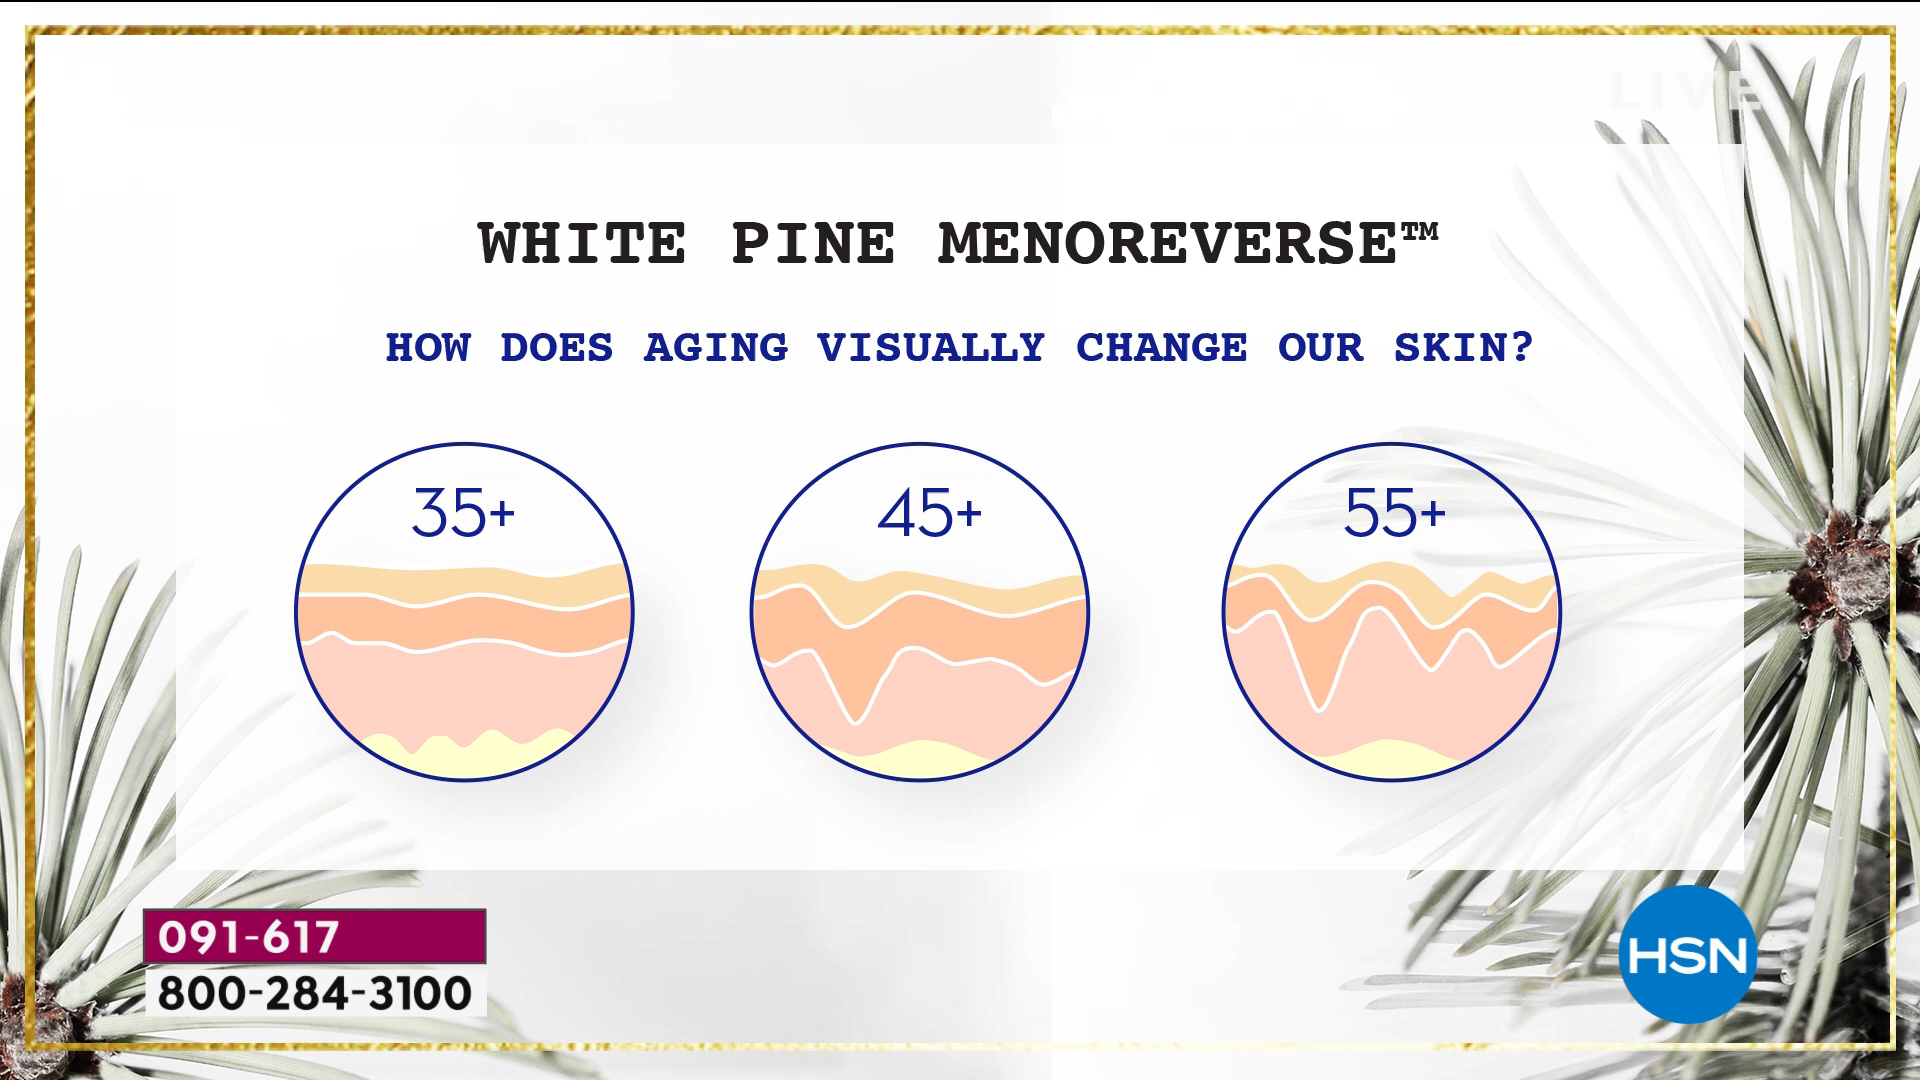 LIVE
WHITE PINE MENOREVERSE™
HOW DOES AGING VISUALLY CHANGE OUR SKIN?
35+
45+
55+
091-617
800-284-3100
HSN